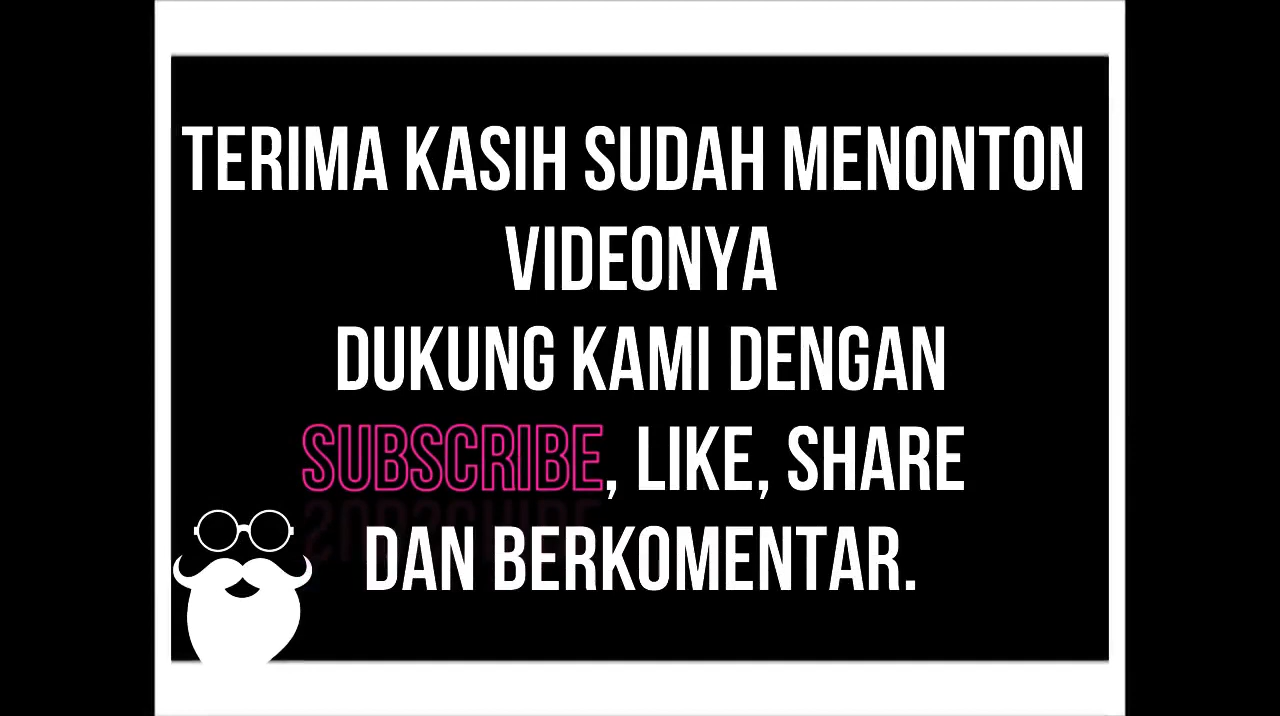 TERIMA KASIH SUDAH MENONTON
VIDEONYA
DUKUNG KAMI DENGAN
SUBSCRIBE, LIKE, SHARE
DAN BERKOMENTAR.